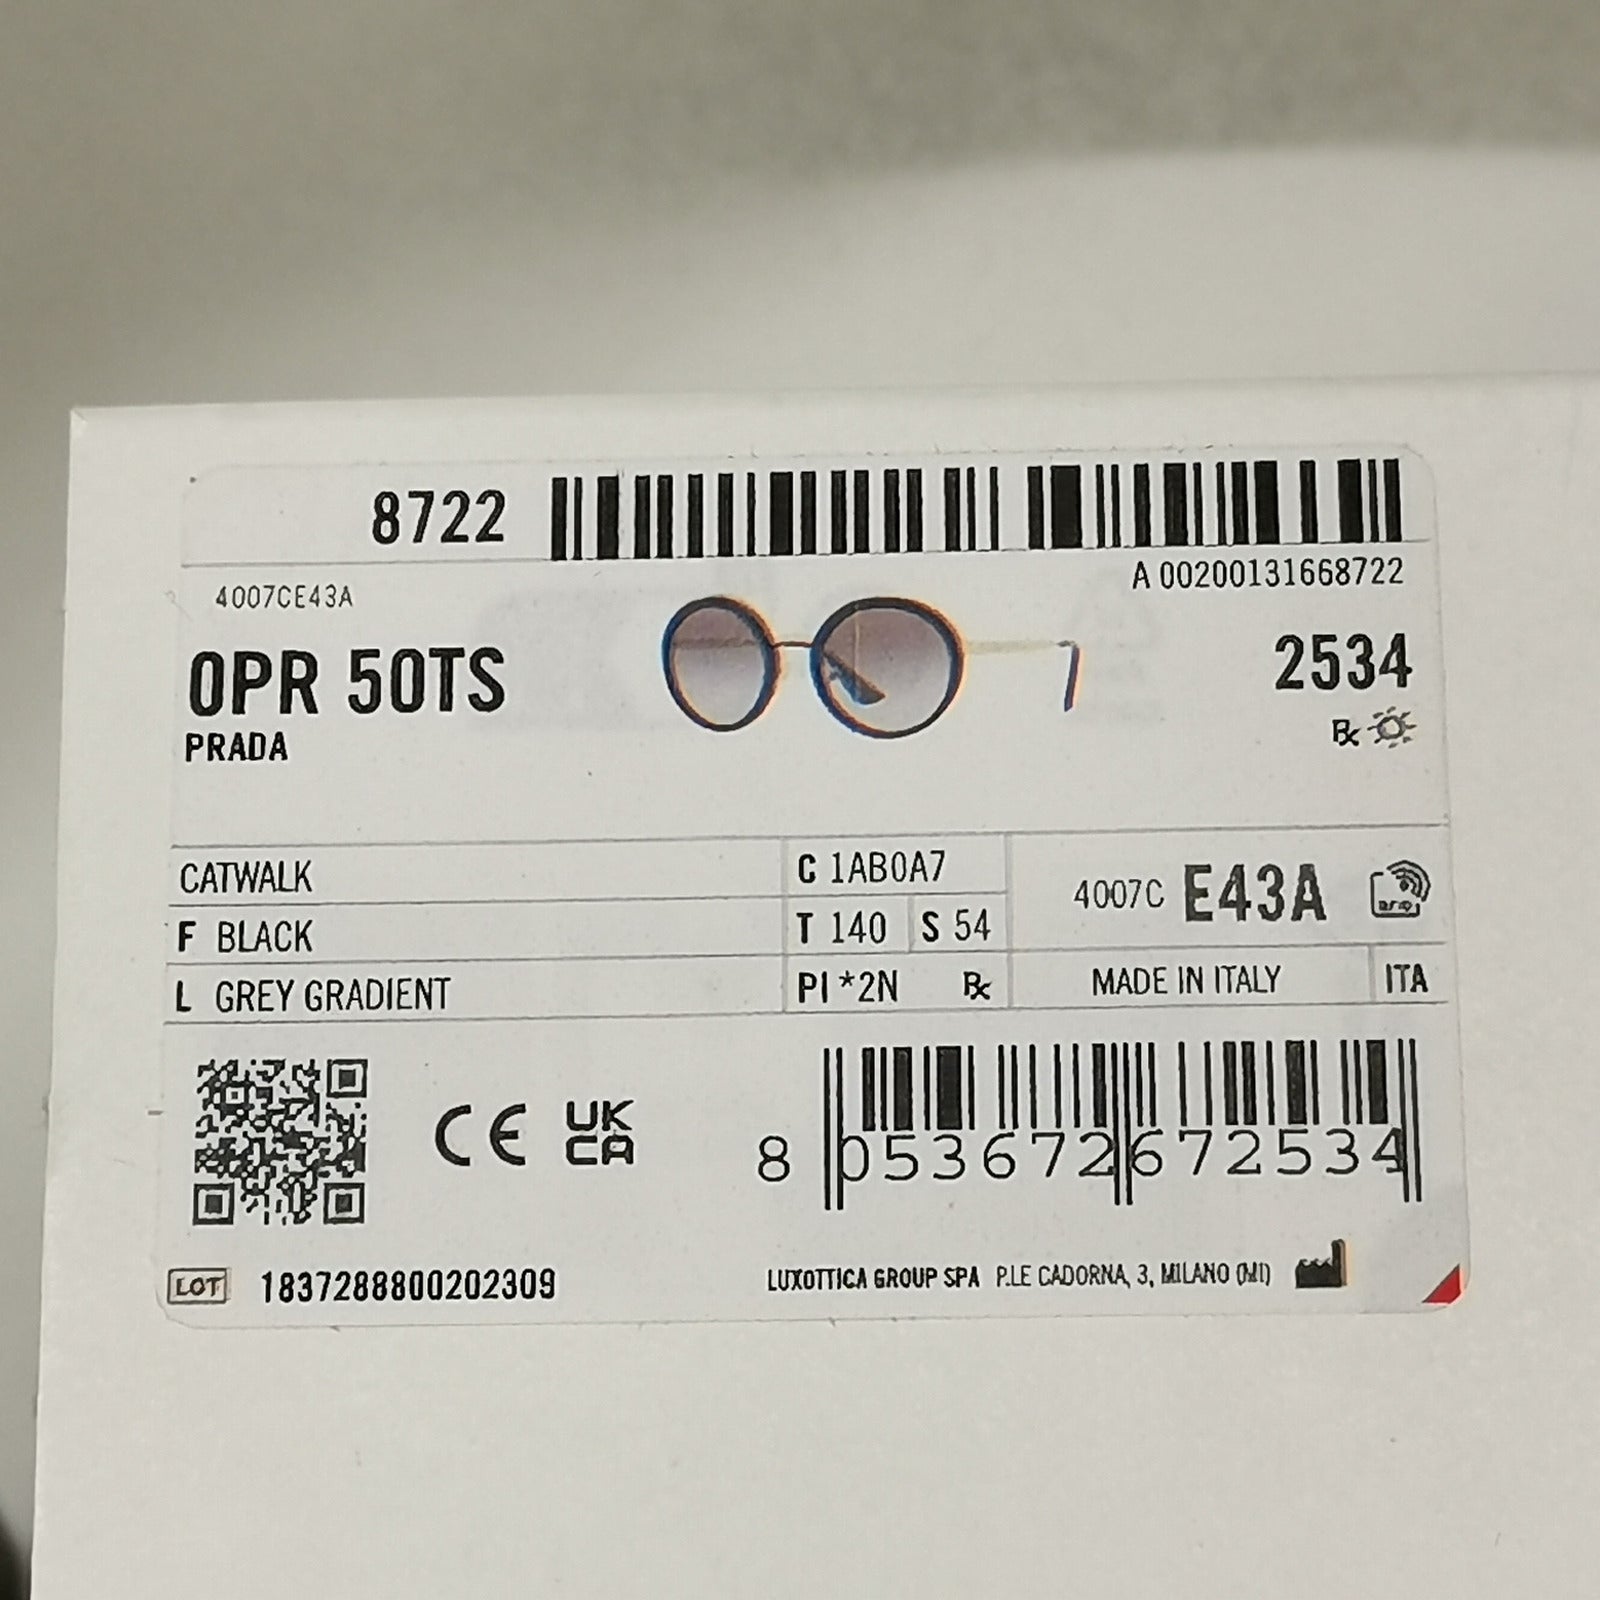 8722
A 00200131668722
4007CE43A
0PR 50TS
2534
PRADA
Rx
CATWALK
C 1AB0A7
4007C E43A
F BLACK
T 140 S 54
L GREY GRADIENT
PI *2N Rx
MADE IN ITALY ITA
CE UK
CA
8 053672 672534
LOT 1837288800202309
LUXOTTICA GROUP SPA P.LE CADORNA, 3, MILANO (MI)